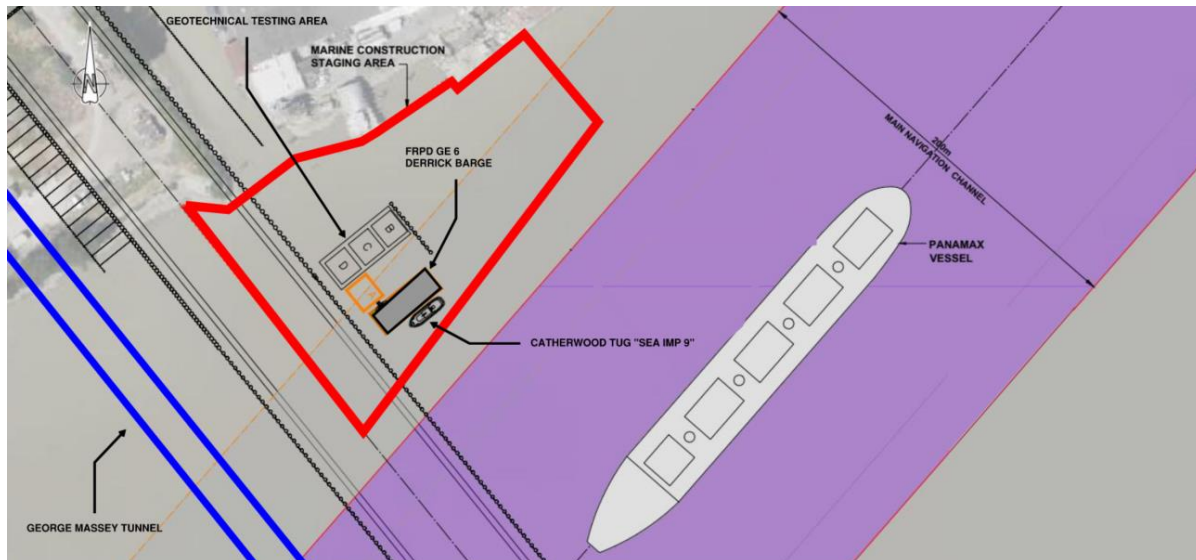 GEOTECHNICAL TESTING AREA
MARINE CONSTRUCTION
STAGING AREA
N
FRPD GE 6
DERRICK BARGE
200m
MAIN NAVIGATION CHANNEL
B
C
D
A
PANAMAX
VESSEL
CATHERWOOD TUG "SEA IMP 9"
GEORGE MASSEY TUNNEL